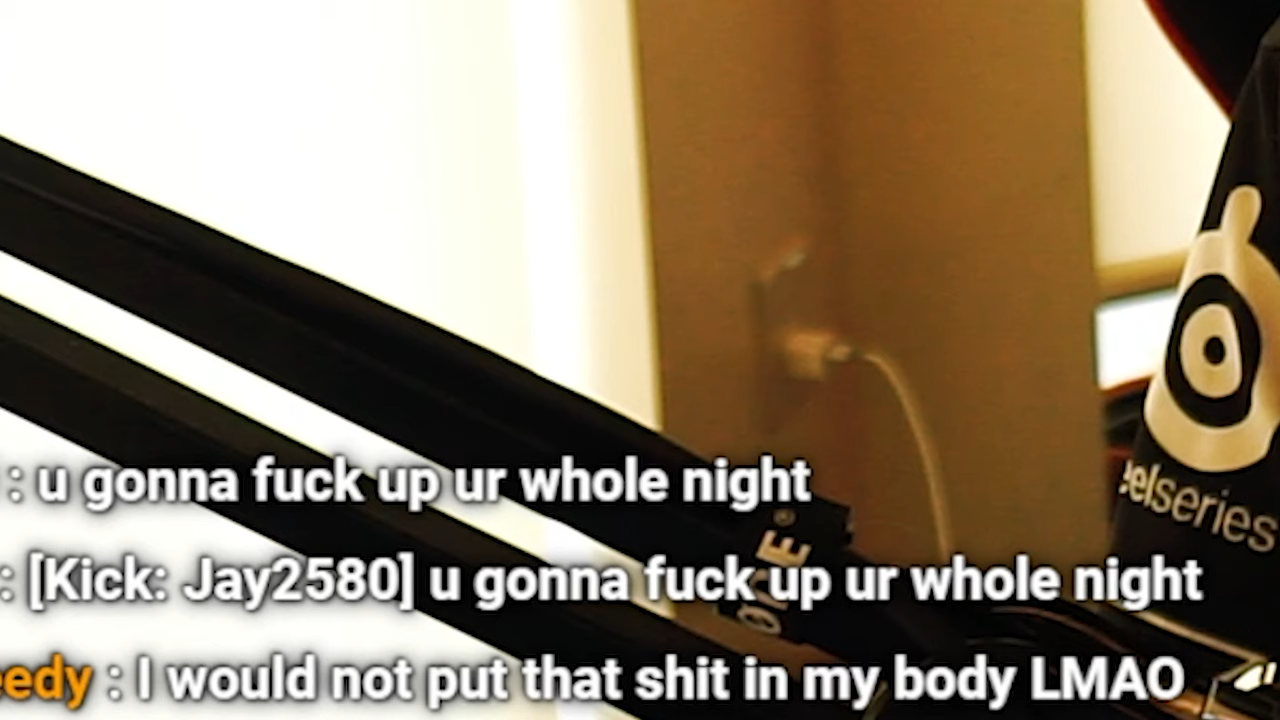 : u gonna fuck up ur whole night
: [Kick: Jay2580] u gonna fuck up ur whole night
eedy : I would not put that shit in my body LMAO
elseries
ONE